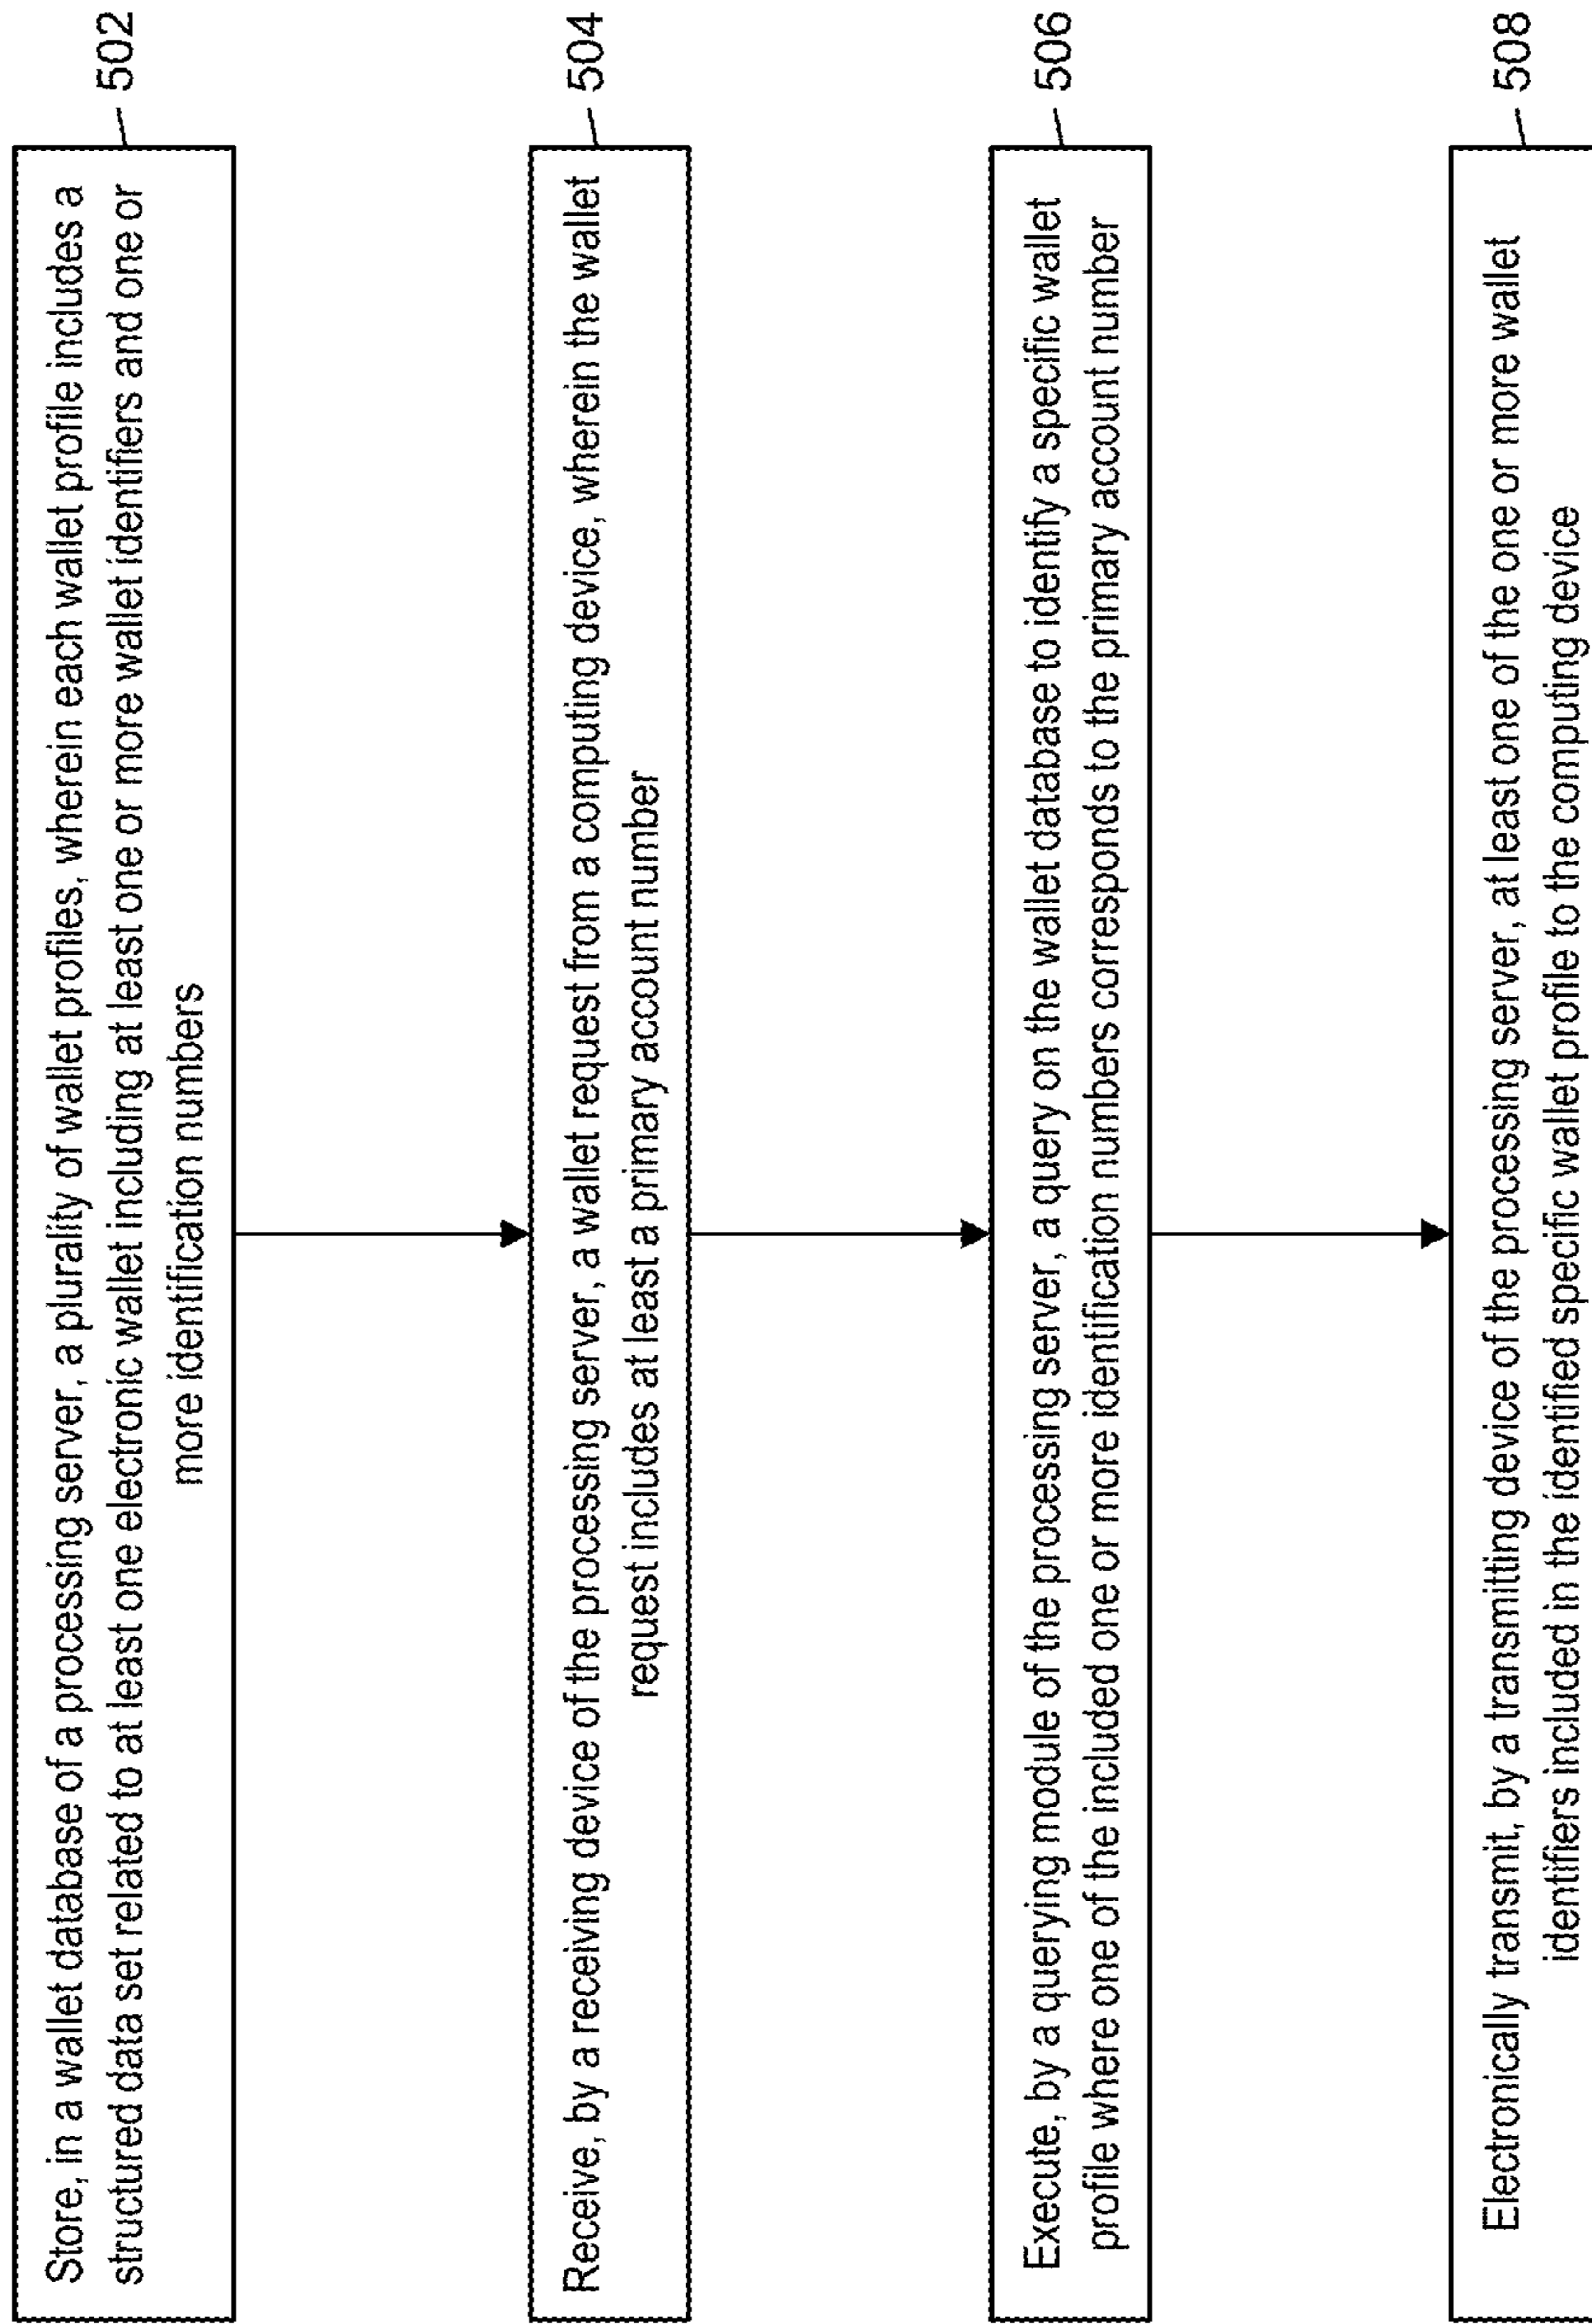 Store, in a wallet database of a processing server, a plurality of wallet profiles, wherein each wallet profile includes a
structured data set related to at least one electronic wallet including at least one or more wallet identifiers and one or
more identification numbers
502
Receive, by a receiving device of the processing server, a wallet request from a computing device, wherein the wallet
request includes at least a primary account number
504
Execute, by a querying module of the processing server, a query on the wallet database to identify a specific wallet
profile where one of the included one or more identification numbers corresponds to the primary account number
506
Electronically transmit, by a transmitting device of the processing server, at least one of the one or more wallet
identifiers included in the identified specific wallet profile to the computing device
508